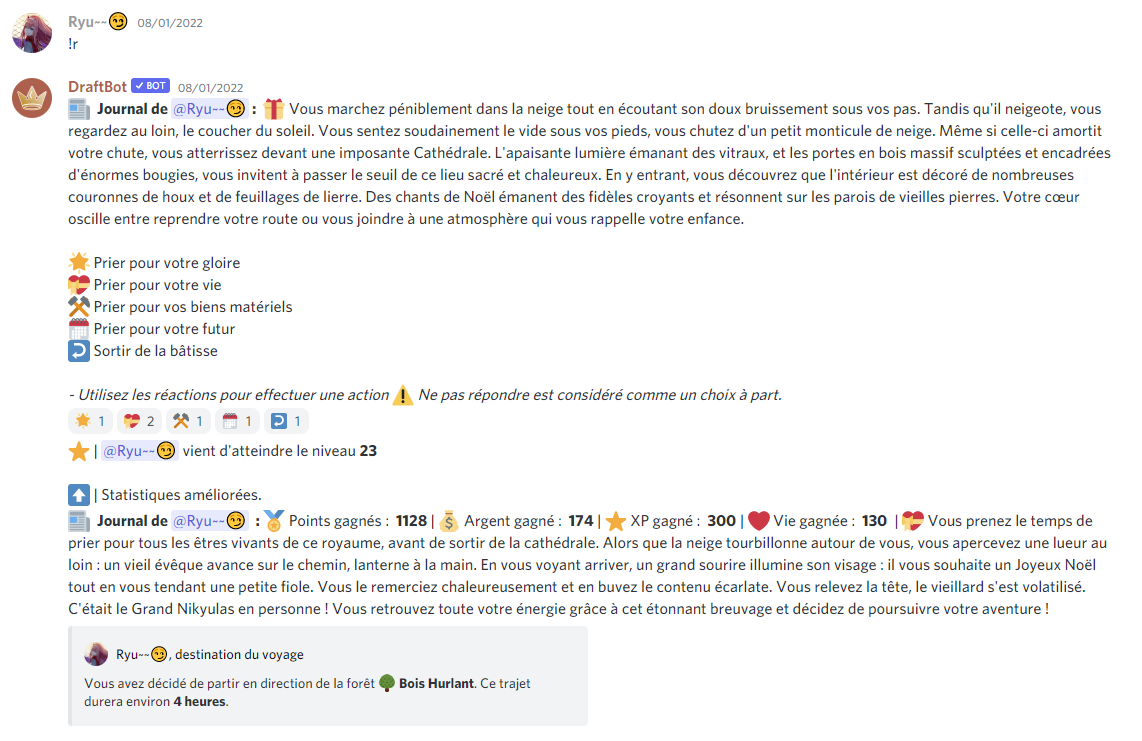 Ryu~~😏 08/01/2022
!r
DraftBot ✓ BOT 08/01/2022
📰 Journal de @Ryu~~😏 : 🎁 Vous marchez péniblement dans la neige tout en écoutant son doux bruissement sous vos pas. Tandis qu'il neigeote, vous
regardez au loin, le coucher du soleil. Vous sentez soudainement le vide sous vos pieds, vous chutez d'un petit monticule de neige. Même si celle-ci amortit
votre chute, vous atterrissez devant une imposante Cathédrale. L'apaisante lumière émanant des vitraux, et les portes en bois massif sculptées et encadrées
d'énormes bougies, vous invitent à passer le seuil de ce lieu sacré et chaleureux. En y entrant, vous découvrez que l'intérieur est décoré de nombreuses
couronnes de houx et de feuillages de lierre. Des chants de Noël émanent des fidèles croyants et résonnent sur les parois de vieilles pierres. Votre cœur
oscille entre reprendre votre route ou vous joindre à une atmosphère qui vous rappelle votre enfance.
🌟 Prier pour votre gloire
💝 Prier pour votre vie
⚒️ Prier pour vos biens matériels
🗓️ Prier pour votre futur
↩️ Sortir de la bâtisse
- Utilisez les réactions pour effectuer une action ⚠️ Ne pas répondre est considéré comme un choix à part.
🌟 1 💝 2 ⚒️ 1 🗓️ 1 ↩️ 1
⭐ | @Ryu~~😏 vient d'atteindre le niveau 23
⬆️ | Statistiques améliorées.
📰 Journal de @Ryu~~😏 : 🏅 Points gagnés : 1128 | 💰 Argent gagné : 174 | ⭐ XP gagné : 300 | ❤️ Vie gagnée : 130 | 💝 Vous prenez le temps de
prier pour tous les êtres vivants de ce royaume, avant de sortir de la cathédrale. Alors que la neige tourbillonne autour de vous, vous apercevez une lueur au
loin : un vieil évêque avance sur le chemin, lanterne à la main. En vous voyant arriver, un grand sourire illumine son visage : il vous souhaite un Joyeux Noël
tout en vous tendant une petite fiole. Vous le remerciez chaleureusement et en buvez le contenu écarlate. Vous relevez la tête, le vieillard s'est volatilisé.
C'était le Grand Nikyulas en personne ! Vous retrouvez toute votre énergie grâce à cet étonnant breuvage et décidez de poursuivre votre aventure !
Ryu~~😏, destination du voyage
Vous avez décidé de partir en direction de la forêt 🌳 Bois Hurlant. Ce trajet
durera environ 4 heures.